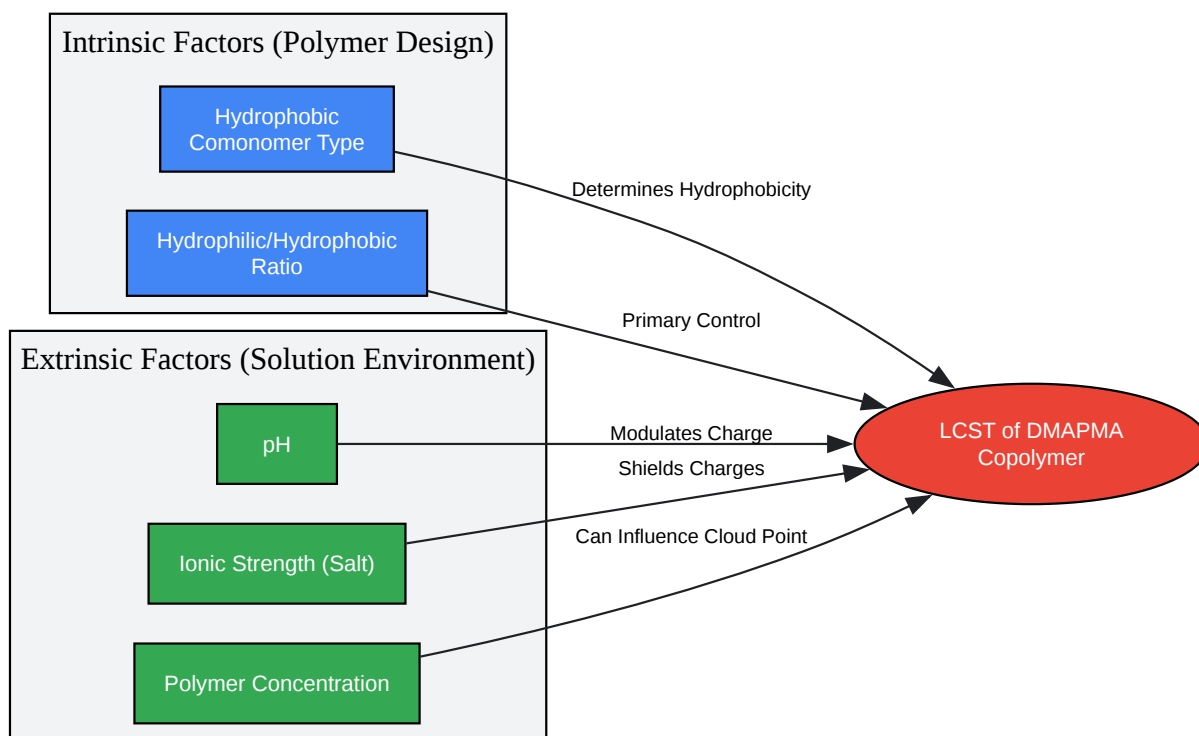 Intrinsic Factors (Polymer Design)
Hydrophobic
Comonomer Type
Determines Hydrophobicity
Hydrophilic/Hydrophobic
Ratio
Primary Control
Extrinsic Factors (Solution Environment)
pH
Modulates Charge
LCST of DMAPMA
Copolymer
Shields Charges
Ionic Strength (Salt)
Can Influence Cloud Point
Polymer Concentration